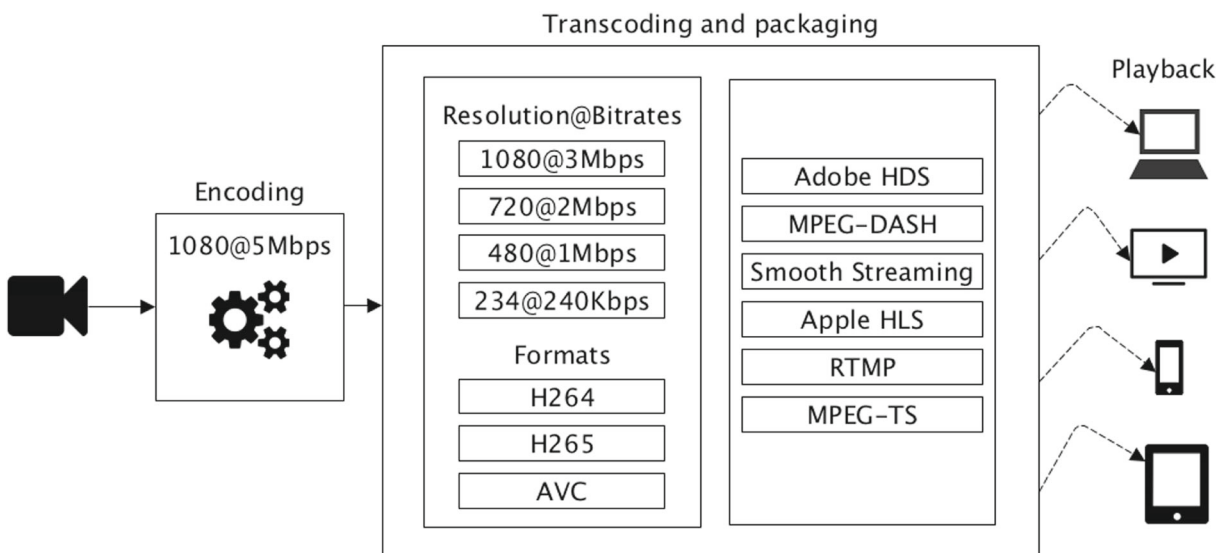 Transcoding and packaging
Playback
Encoding
1080@5Mbps
Resolution@Bitrates
1080@3Mbps
720@2Mbps
480@1Mbps
234@240Kbps
Formats
H264
H265
AVC
Adobe HDS
MPEG-DASH
Smooth Streaming
Apple HLS
RTMP
MPEG-TS